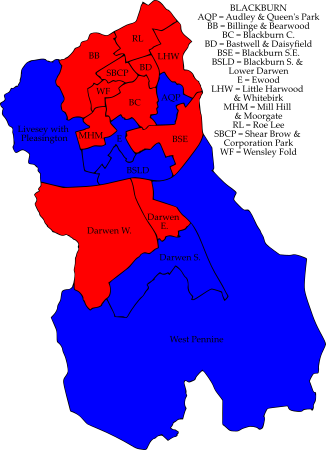 BLACKBURN
AQP = Audley & Queen's Park
BB = Billinge & Bearwood
BC = Blackburn C.
BD = Bastwell & Daisyfield
BSE = Blackburn S.E.
BSLD = Blackburn S. &
Lower Darwen
E = Ewood
LHW = Little Harwood
& Whitebirk
MHM = Mill Hill
& Moorgate
RL = Roe Lee
SBCP = Shear Brow &
Corporation Park
WF = Wensley Fold
RL
BB
LHW
SBCP
BD
WF
BC
AQP
Livesey with
Pleasington
MHM
E
BSE
BSLD
Darwen W.
Darwen
E.
Darwen S.
West Pennine